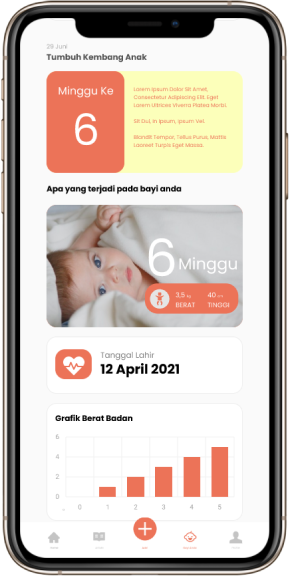 29 Juni
Tumbuh Kembang Anak
Minggu Ke
6
Lorem Ipsum Dolor Sit Amet,
Consectetur Adipiscing Elit. Eget
Lorem Ultrices Viverra Platea Morbi.
Sit Dui, In Ipsum, Ipsum Vel.
Blandit Tempor, Tellus Purus, Mattis
Laoreet Turpis Eget Massa.
Apa yang terjadi pada bayi anda
6 Minggu
3,5 kg 40 cm
BERAT TINGGI
Tanggal Lahir
12 April 2021
Grafik Berat Badan
6
4
2
0
0 1 2 3 4 5